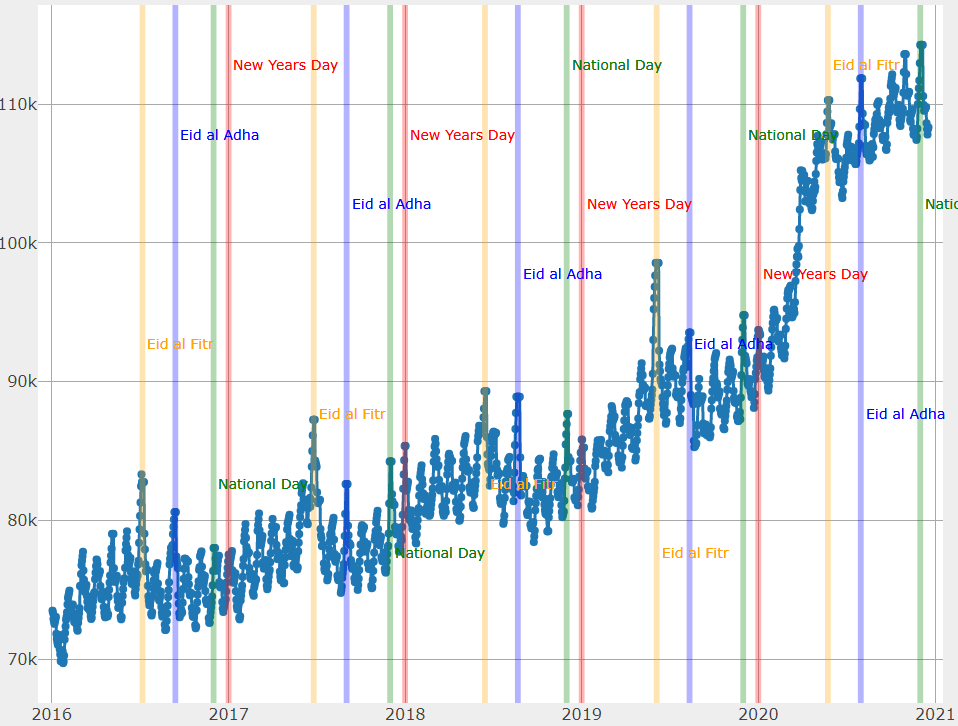 New Years Day
National Day
Eid al Fitr
110k
Eid al Adha
New Years Day
National Day
Eid al Adha
New Years Day
Natio
100k
Eid al Adha
New Years Day
Eid al Fitr
Eid al Adha
90k
Eid al Fitr
Eid al Adha
National Day
Eid al Fitr
80k
National Day
Eid al Fitr
70k
2016
2017
2018
2019
2020
2021